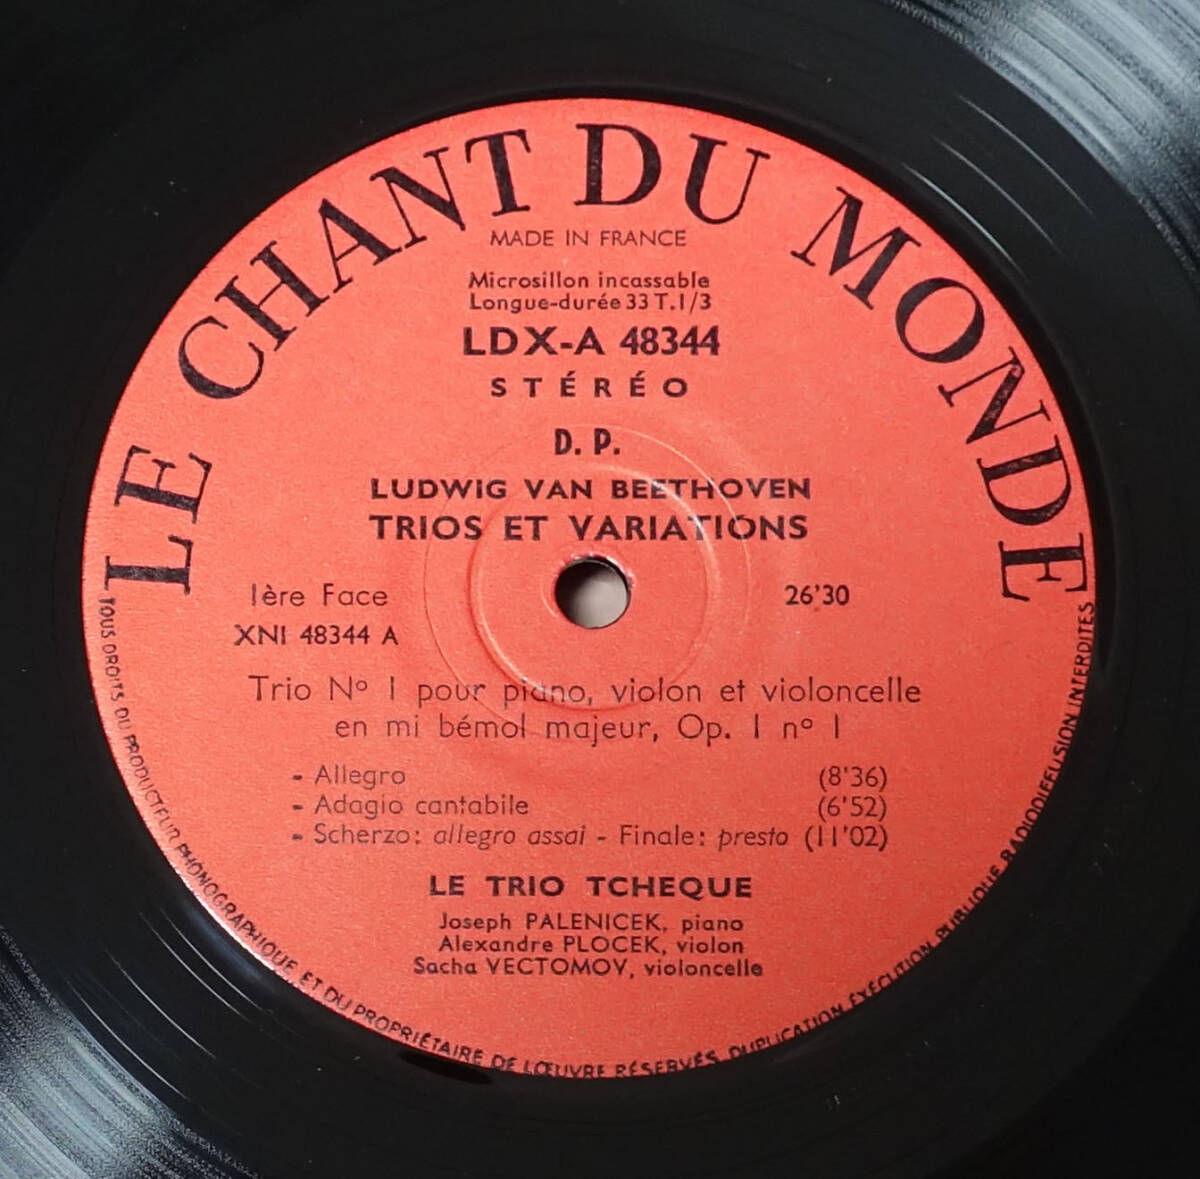 LE CHANT DU MONDE
MADE IN FRANCE
Microsillon incassable
Longue-durée 33 T.1/3
LDX-A 48344
STÉRÉO
D. P.
LUDWIG VAN BEETHOVEN
TRIOS ET VARIATIONS
1ère Face 26'30
XNI 48344 A
Trio No 1 pour piano, violon et violoncelle
en mi bémol majeur, Op. 1 no 1
- Allegro (8'36)
- Adagio cantabile (6'52)
- Scherzo: allegro assai - Finale: presto (11'02)
LE TRIO TCHEQUE
Joseph PALENICEK, piano
Alexandre PLOCEK, violon
Sacha VECTOMOV, violoncelle
TOUS DROITS DU PRODUCTEUR PHONOGRAPHIQUE ET DU PROPRIÉTAIRE DE L'ŒUVRE RÉSERVÉS. DUPLICATION, EXÉCUTION PUBLIQUE, RADIODIFFUSION INTERDITES